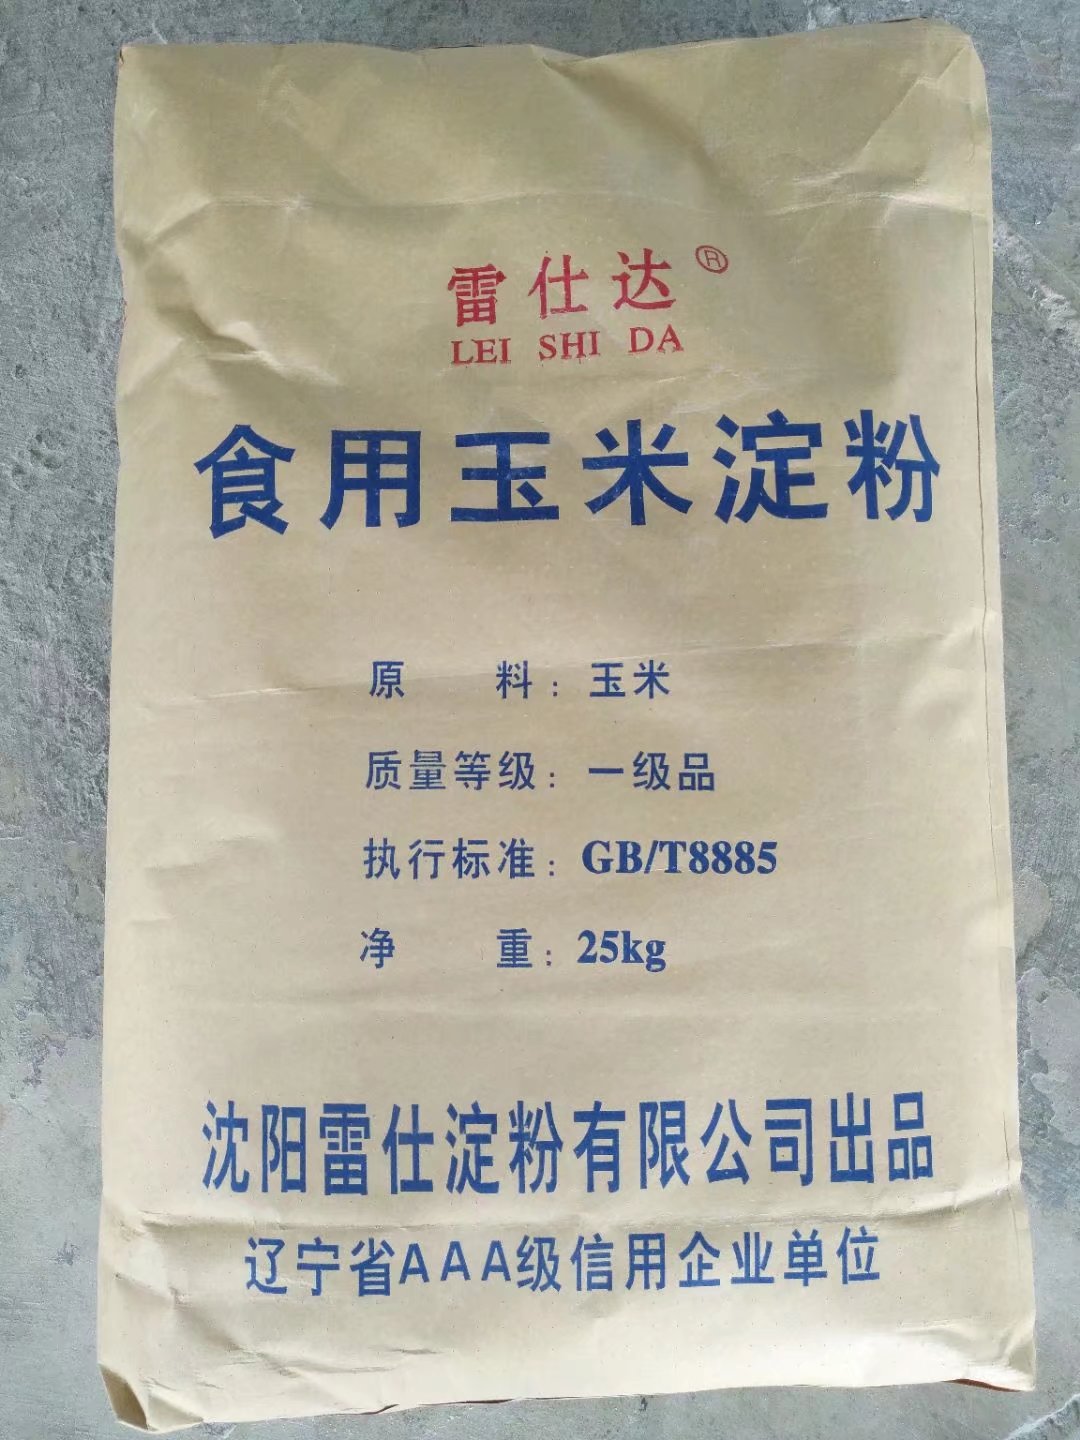 雷仕达®
LEI SHI DA
食用玉米淀粉
原 料：玉米
质量等级：一级品
执行标准：GB/T8885
净 重：25kg
沈阳雷仕淀粉有限公司出品
辽宁省AAA级信用企业单位